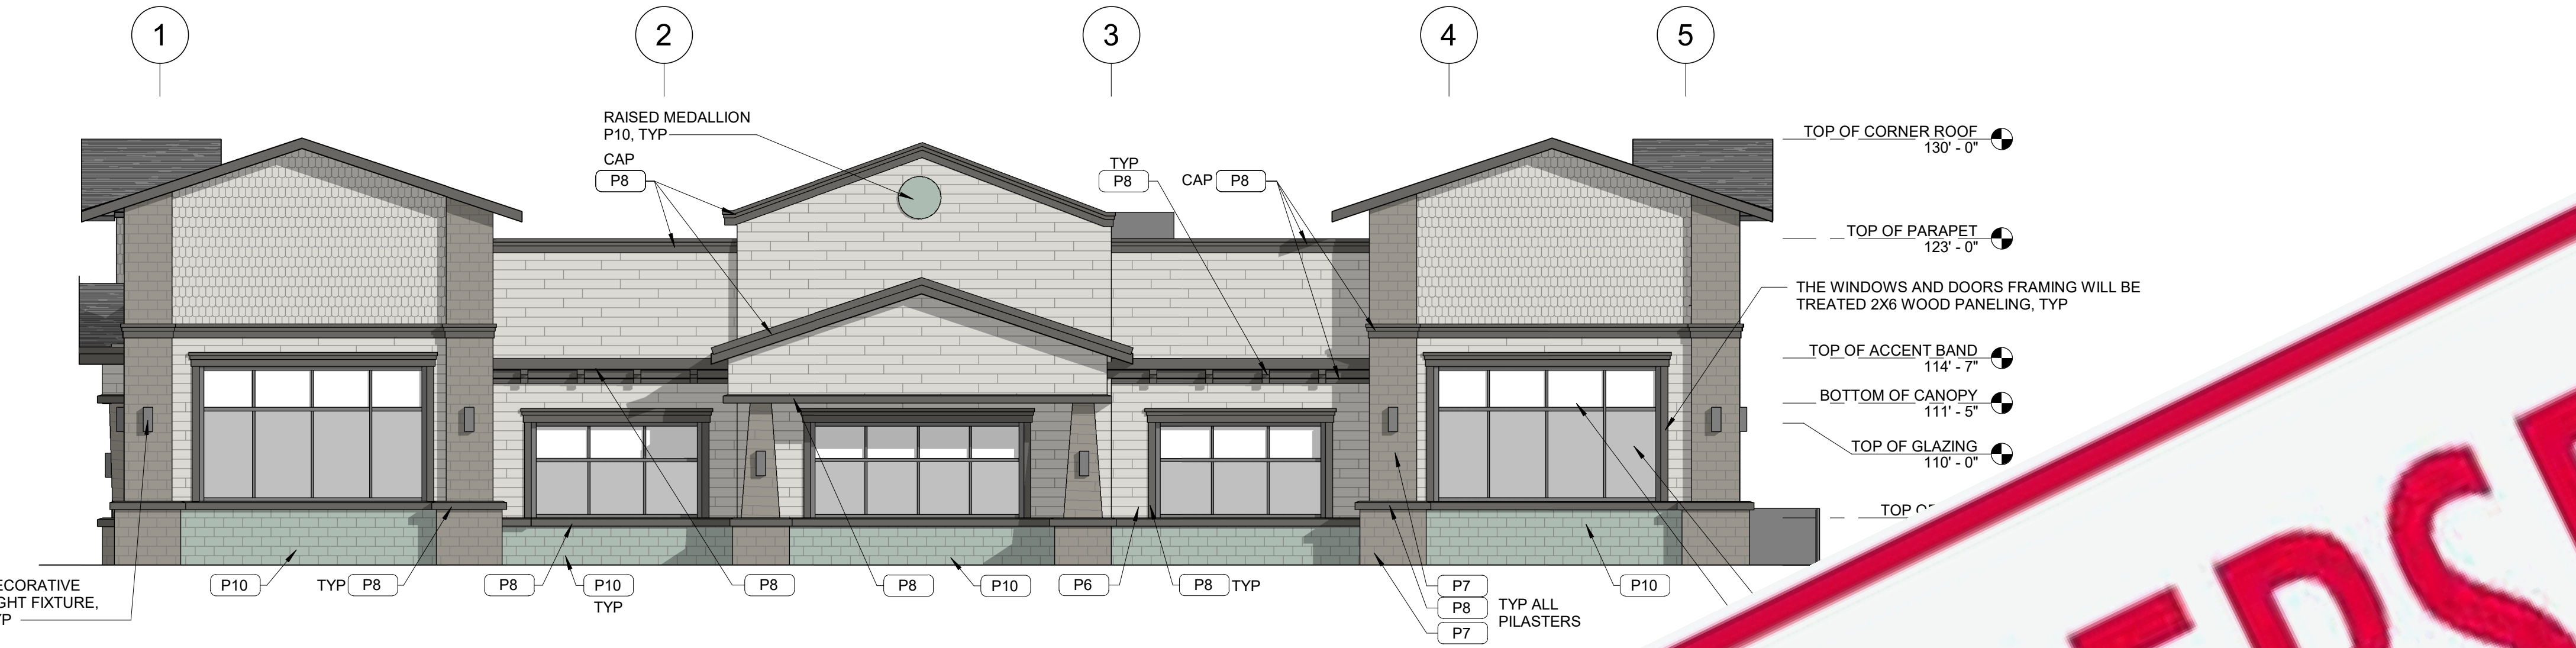 1
2
3
4
5
RAISED MEDALLION
P10, TYP
CAP
P8
TYP
P8
CAP P8
TOP OF CORNER ROOF
130' - 0"
TOP OF PARAPET
123' - 0"
THE WINDOWS AND DOORS FRAMING WILL BE
TREATED 2X6 WOOD PANELING, TYP
TOP OF ACCENT BAND
114' - 7"
BOTTOM OF CANOPY
111' - 5"
TOP OF GLAZING
110' - 0"
TOP
P10
TYP P8
P8
P10
TYP
P8
P8
P10
P6
P8 TYP
P7
P8
P7
TYP ALL
PILASTERS
P10